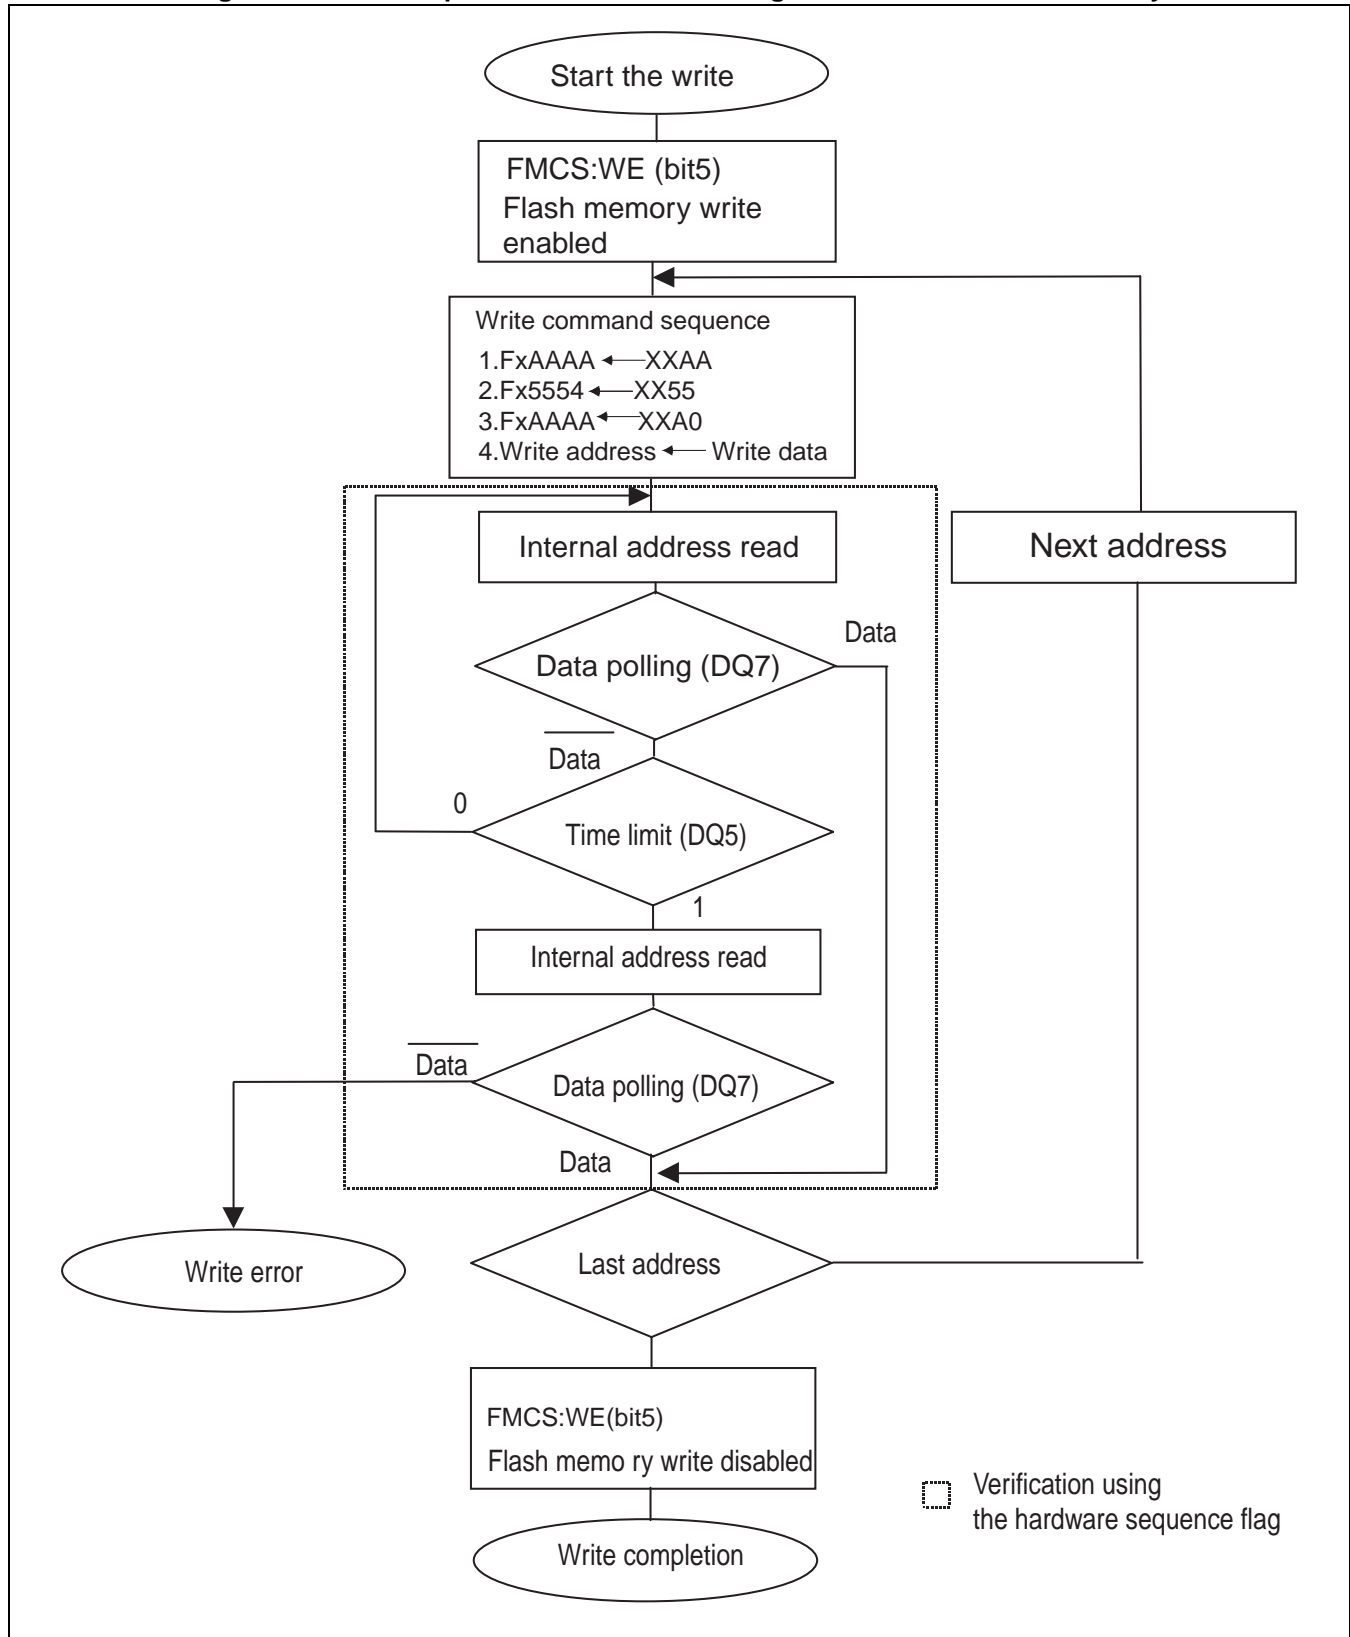 Start the write
FMCS:WE (bit5)
Flash memory write
enabled
Write command sequence
1.FxAAAA ← XXAA
2.Fx5554 ← XX55
3.FxAAAA ← XXA0
4.Write address ← Write data
Internal address read
Next address
Data
Data polling (DQ7)
Data
0
Time limit (DQ5)
1
Internal address read
Data
Data polling (DQ7)
Data
Write error
Last address
FMCS:WE(bit5)
Flash memo ry write disabled
Verification using
the hardware sequence flag
Write completion